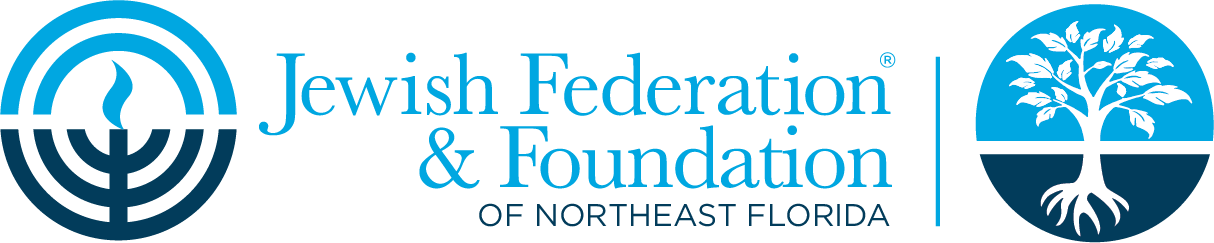 Jewish Federation®
& Foundation
OF NORTHEAST FLORIDA